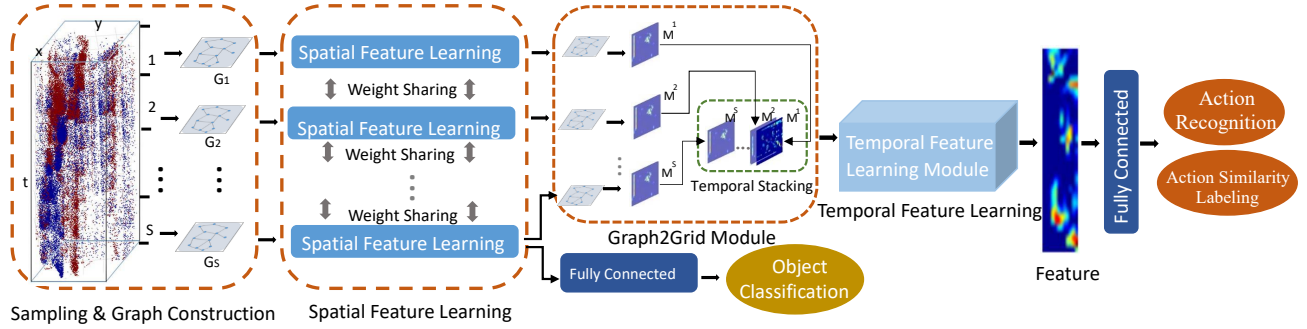 y
x
t
1
2
S
G1
G2
GS
Sampling & Graph Construction
Spatial Feature Learning
Weight Sharing
Spatial Feature Learning
Weight Sharing
Weight Sharing
Spatial Feature Learning
Spatial Feature Learning
M1
M2
MS
MS
M2
M1
Temporal Stacking
Graph2Grid Module
Fully Connected
Object
Classification
Temporal Feature
Learning Module
Temporal Feature Learning
Feature
Fully Connected
Action
Recognition
Action Similarity
Labeling